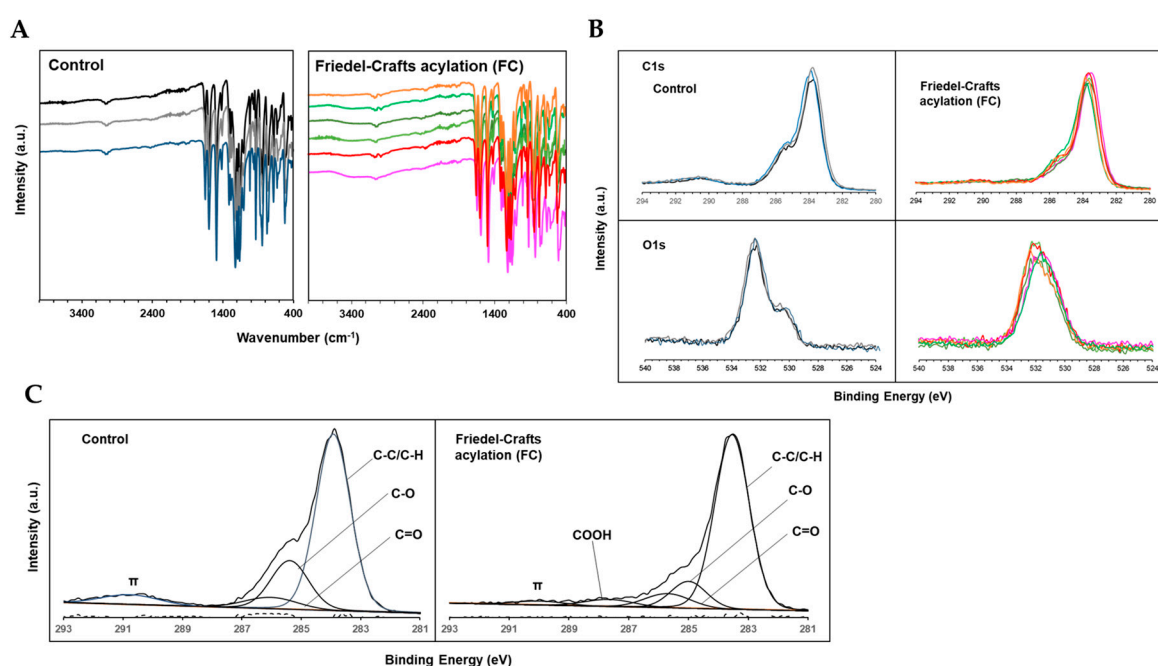 A
Control
Friedel-Crafts acylation (FC)
Intensity (a.u.)
3400 2400 1400 400
3400 2400 1400 400
Wavenumber (cm⁻¹)
B
C1s
Control
Friedel-Crafts
acylation (FC)
294 292 290 288 286 284 282 280
294 292 290 288 286 284 282 280
Intensity (a.u.)
O1s
540 538 536 534 532 530 528 526 524
540 538 536 534 532 530 528 526 524
Binding Energy (eV)
C
Control
C-C/C-H
C-O
C=O
π
Intensity (a.u.)
293 291 289 287 285 283 281
Friedel-Crafts
acylation (FC)
C-C/C-H
C-O
C=O
COOH
π
293 291 289 287 285 283 281
Binding Energy (eV)